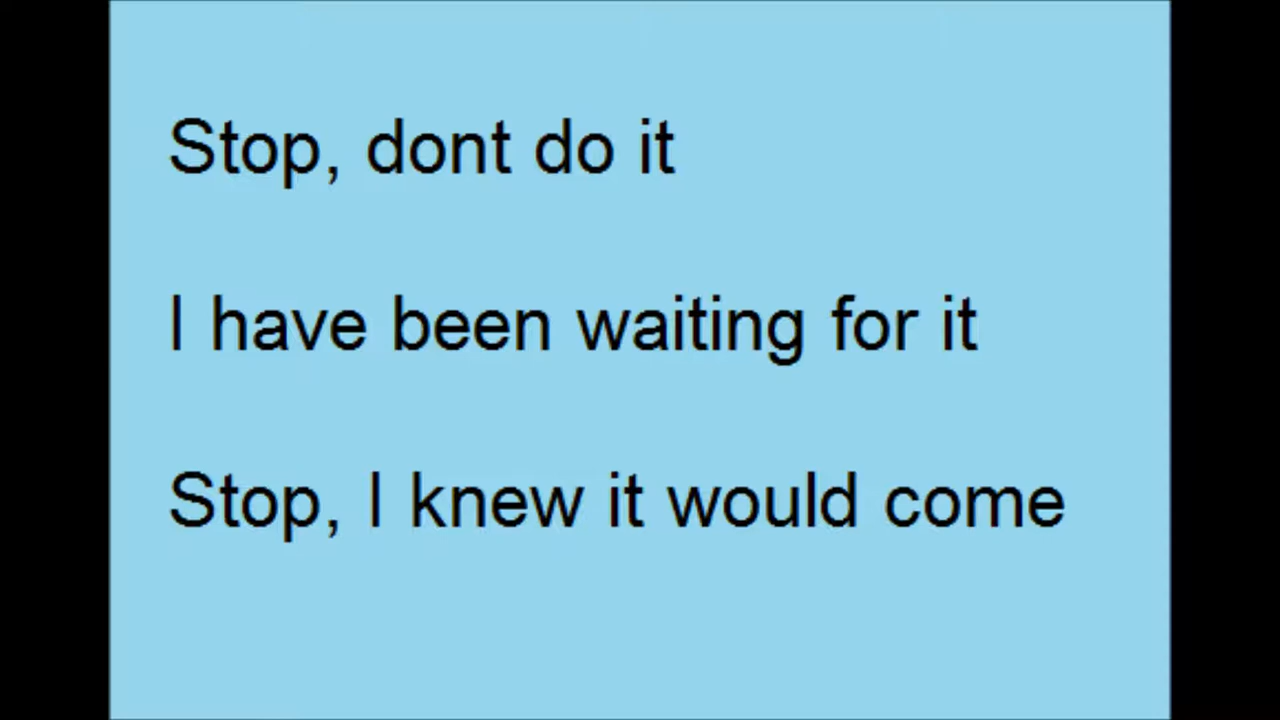 Stop, dont do it
I have been waiting for it
Stop, I knew it would come